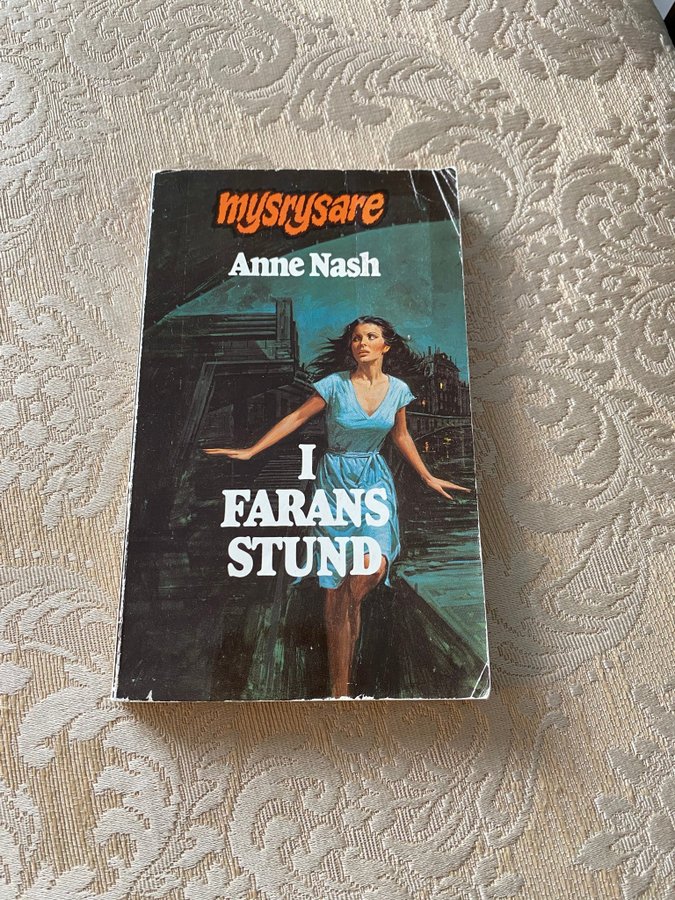 mysrysare
Anne Nash
I
FARANS
STUND